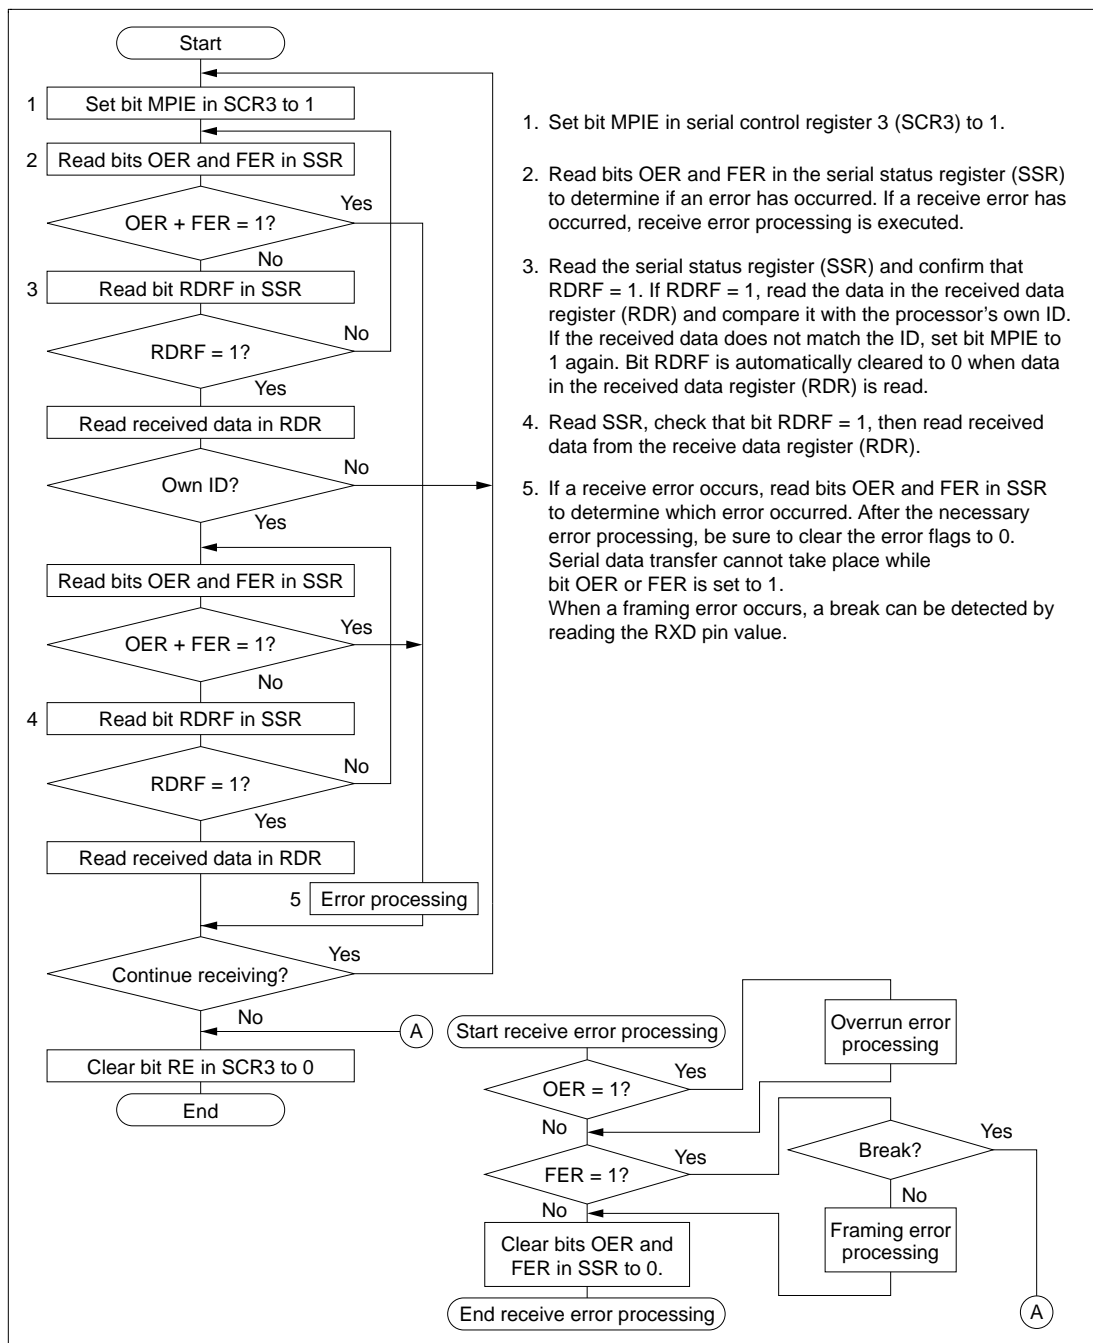 Start
1 Set bit MPIE in SCR3 to 1
2 Read bits OER and FER in SSR
Yes
OER + FER = 1?
No
3 Read bit RDRF in SSR
No
RDRF = 1?
Yes
Read received data in RDR
No
Own ID?
Yes
Read bits OER and FER in SSR
Yes
OER + FER = 1?
No
4 Read bit RDRF in SSR
No
RDRF = 1?
Yes
Read received data in RDR
5 Error processing
Yes
Continue receiving?
No
A
Clear bit RE in SCR3 to 0
End
1. Set bit MPIE in serial control register 3 (SCR3) to 1.
2. Read bits OER and FER in the serial status register (SSR)
to determine if an error has occurred. If a receive error has
occurred, receive error processing is executed.
3. Read the serial status register (SSR) and confirm that
RDRF = 1. If RDRF = 1, read the data in the received data
register (RDR) and compare it with the processor's own ID.
If the received data does not match the ID, set bit MPIE to
1 again. Bit RDRF is automatically cleared to 0 when data
in the received data register (RDR) is read.
4. Read SSR, check that bit RDRF = 1, then read received
data from the receive data register (RDR).
5. If a receive error occurs, read bits OER and FER in SSR
to determine which error occurred. After the necessary
error processing, be sure to clear the error flags to 0.
Serial data transfer cannot take place while
bit OER or FER is set to 1.
When a framing error occurs, a break can be detected by
reading the RXD pin value.
Start receive error processing
Overrun error
processing
Yes
OER = 1?
No
Yes
FER = 1?
No
Yes
Break?
No
Framing error
processing
Clear bits OER and
FER in SSR to 0.
End receive error processing
A